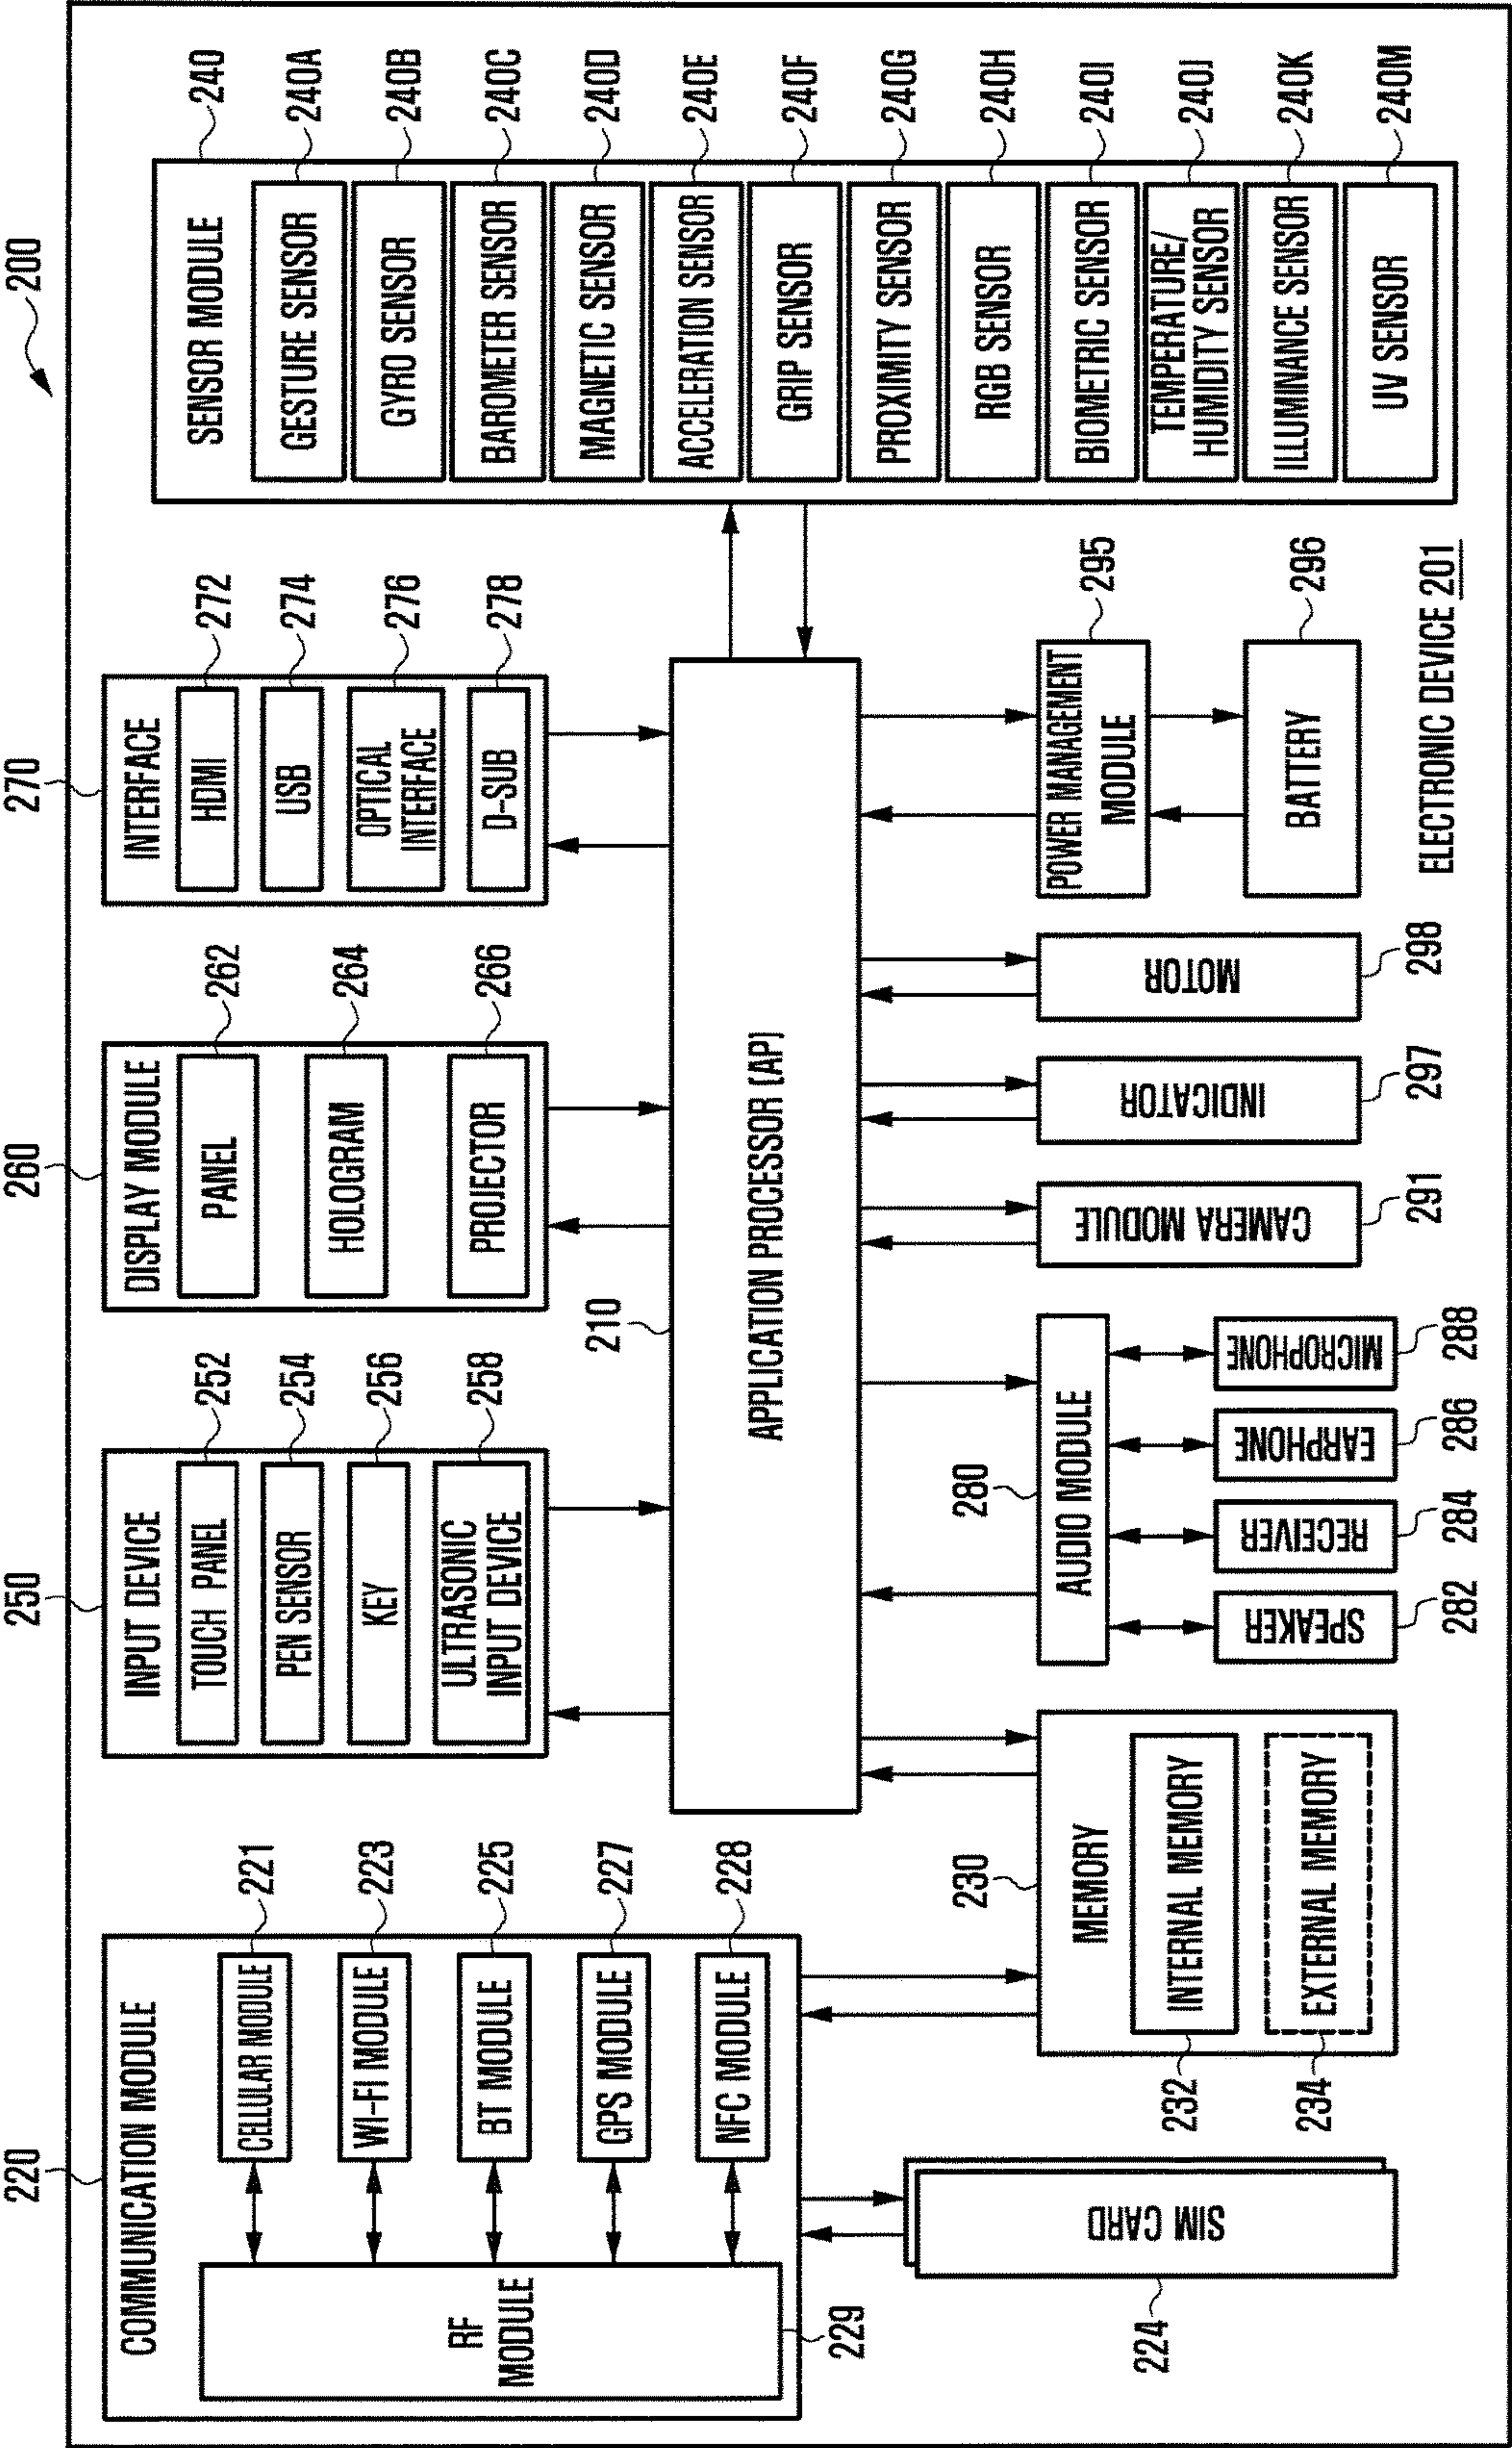 200
220
COMMUNICATION MODULE
RF
MODULE
229
CELLULAR MODULE
221
WI-FI MODULE
223
BT MODULE
225
GPS MODULE
227
NFC MODULE
228
250
INPUT DEVICE
TOUCH PANEL
252
PEN SENSOR
254
KEY
256
ULTRASONIC
INPUT DEVICE
258
260
DISPLAY MODULE
PANEL
262
HOLOGRAM
264
PROJECTOR
266
270
INTERFACE
HDMI
272
USB
274
OPTICAL
INTERFACE
276
D-SUB
278
240
SENSOR MODULE
GESTURE SENSOR
240A
GYRO SENSOR
240B
BAROMETER SENSOR
240C
MAGNETIC SENSOR
240D
ACCELERATION SENSOR
240E
GRIP SENSOR
240F
PROXIMITY SENSOR
240G
RGB SENSOR
240H
BIOMETRIC SENSOR
240I
TEMPERATURE/
HUMIDITY SENSOR
240J
ILLUMINANCE SENSOR
240K
UV SENSOR
240M
210
APPLICATION PROCESSOR (AP)
SIM CARD
224
230
MEMORY
INTERNAL MEMORY
232
EXTERNAL MEMORY
234
280
AUDIO MODULE
SPEAKER
282
RECEIVER
284
EARPHONE
286
MICROPHONE
288
CAMERA MODULE
291
INDICATOR
297
MOTOR
298
POWER MANAGEMENT
MODULE
295
BATTERY
296
ELECTRONIC DEVICE 201